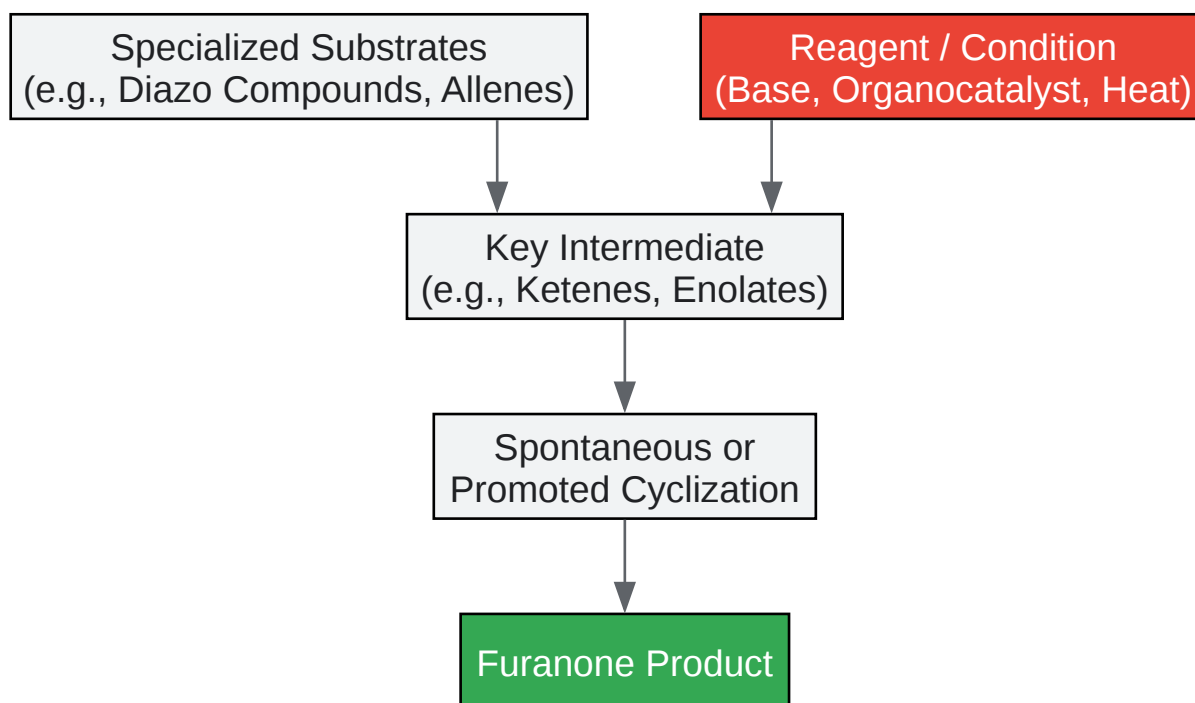 Specialized Substrates
(e.g., Diazo Compounds, Allenes)
Reagent / Condition
(Base, Organocatalyst, Heat)
Key Intermediate
(e.g., Ketenes, Enolates)
Spontaneous or
Promoted Cyclization
Furanone Product